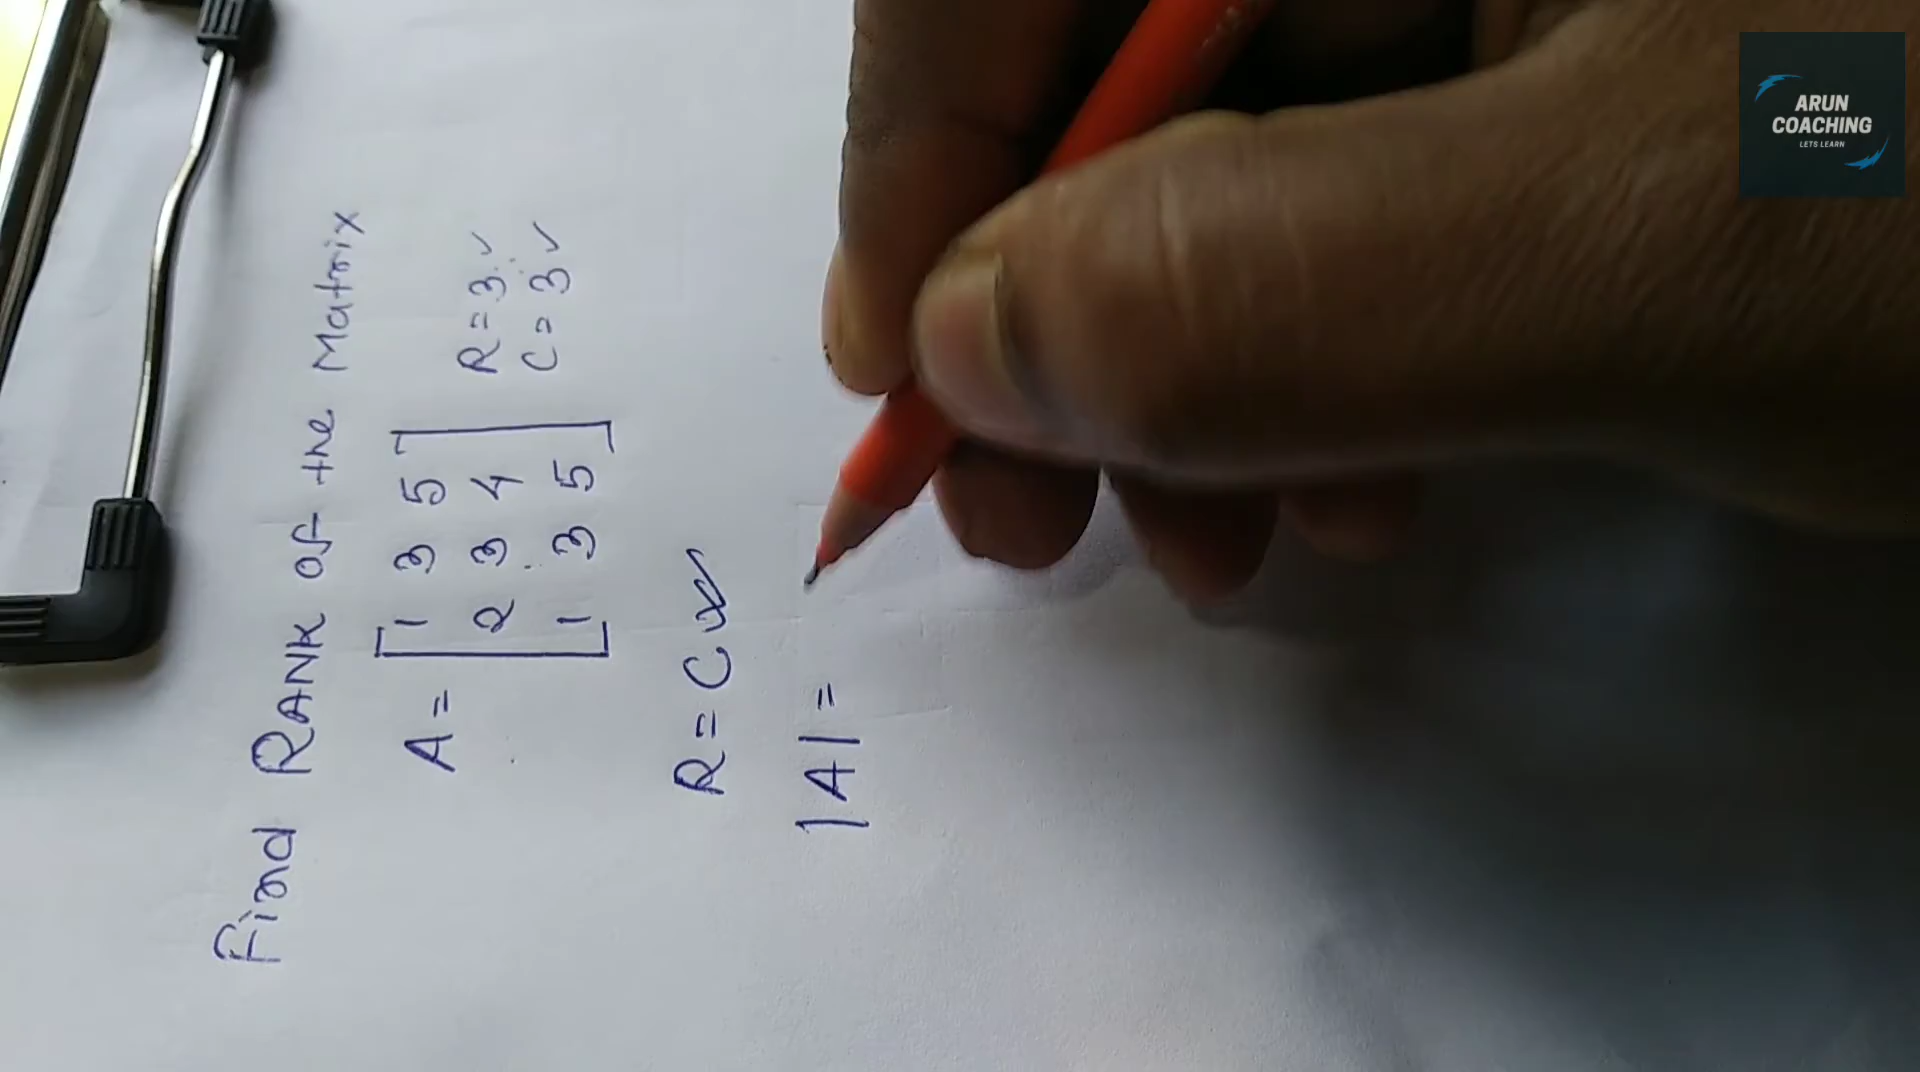 Find RANK of the Matrix
A = [1 3 5
2 3 4
1 3 5]
R = 3 ✓
C = 3 ✓
R = C ✓
|A| =
ARUN
COACHING
LETS LEARN